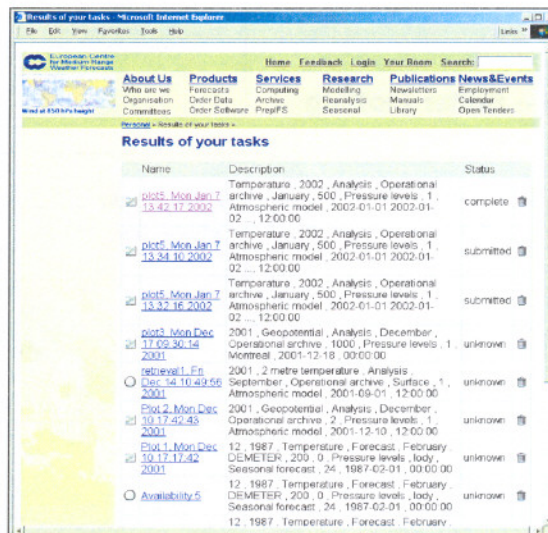 Results of your tasks - Microsoft Internet Explorer
File Edit View Favorites Tools Help
Links »
European Centre
for Medium Range
Weather Forecasts
Home Feedback Login Your Room Search:
About Us Products Services Research Publications News&Events
Who are we Forecasts Computing Modelling Newsletters Employment
Organisation Order Data Archive Reanalysis Manuals Calendar
Committees Order Software PrepIFS Seasonal Library Open Tenders
Wind at 850 hPa height
Personal » Results of your tasks »
Results of your tasks
Name Description Status
Temperature , 2002 , Analysis , Operational
plot5, Mon Jan 7 archive , January , 500 , Pressure levels , 1 , complete
13.42.17 2002 Atmospheric model , 2002-01-01 2002-01-
02 ..., 12:00:00
Temperature , 2002 , Analysis , Operational
plot5, Mon Jan 7 archive , January , 500 , Pressure levels , 1 , submitted
13.34.10 2002 Atmospheric model , 2002-01-01 2002-01-
02 ..., 12:00:00
Temperature , 2002 , Analysis , Operational
plot5, Mon Jan 7 archive , January , 500 , Pressure levels , 1 , submitted
13.32.16 2002 Atmospheric model , 2002-01-01 2002-01-
02 ..., 12:00:00
plot3, Mon Dec 2001 , Geopotential , Analysis , December ,
17 09.30.14 Operational archive , 1000 , Pressure levels , 1 , unknown
2001 Montreal , 2001-12-18 , 00:00:00
retrieval1, Fri 2001 , 2 metre temperature , Analysis ,
Dec 14 10.49.56 September , Operational archive , Surface , 1 , unknown
2001 Atmospheric model , 2001-09-01 , 12:00:00
Plot 2, Mon Dec 2001 , Geopotential , Analysis , December ,
10 17.42.43 Operational archive , 2 , Pressure levels , 1 , unknown
2001 Atmospheric model , 2001-12-10 , 12:00:00
Plot 1, Mon Dec 12 , 1987 , Temperature , Forecast , February ,
10 17.17.42 DEMETER , 200 , 0 , Pressure levels , lody , unknown
2001 Seasonal forecast , 24 , 1987-02-01 , 00:00:00
12 , 1987 , Temperature , Forecast , February ,
Availability 5 DEMETER , 200 , 0 , Pressure levels , lody , unknown
Seasonal forecast , 24 , 1987-02-01 , 00:00:00
12 , 1987 , Temperature , Forecast , February ,